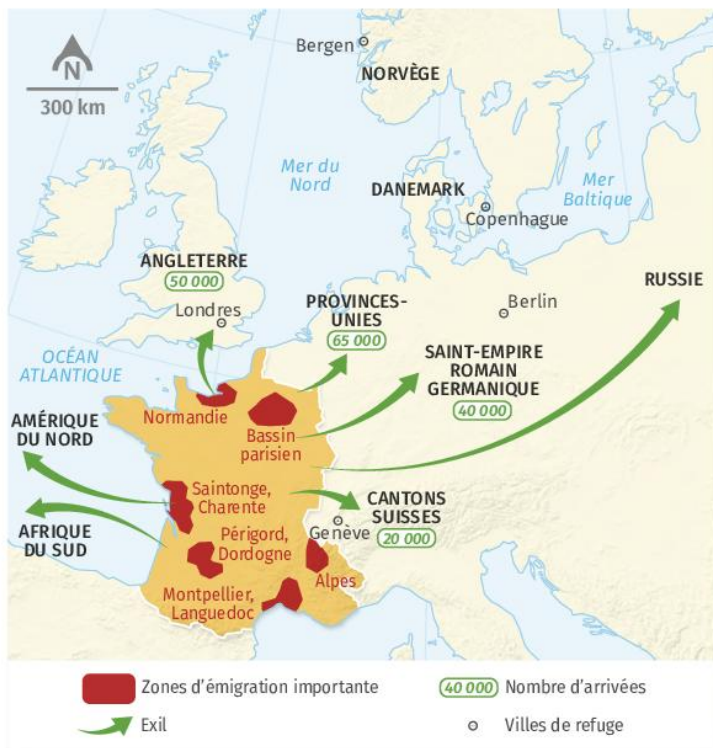 N
300 km
Bergen
NORVÈGE
Mer du
Nord
DANEMARK
Mer
Baltique
Copenhague
ANGLETERRE
50 000
Londres
PROVINCES-
UNIES
65 000
Berlin
RUSSIE
OCÉAN
ATLANTIQUE
SAINT-EMPIRE
ROMAIN
GERMANIQUE
40 000
AMÉRIQUE
DU NORD
Normandie
Bassin
parisien
Saintonge,
Charente
CANTONS
SUISSES
20 000
Genève
AFRIQUE
DU SUD
Périgord,
Dordogne
Alpes
Montpellier,
Languedoc
Zones d'émigration importante
40 000 Nombre d'arrivées
Exil
Villes de refuge